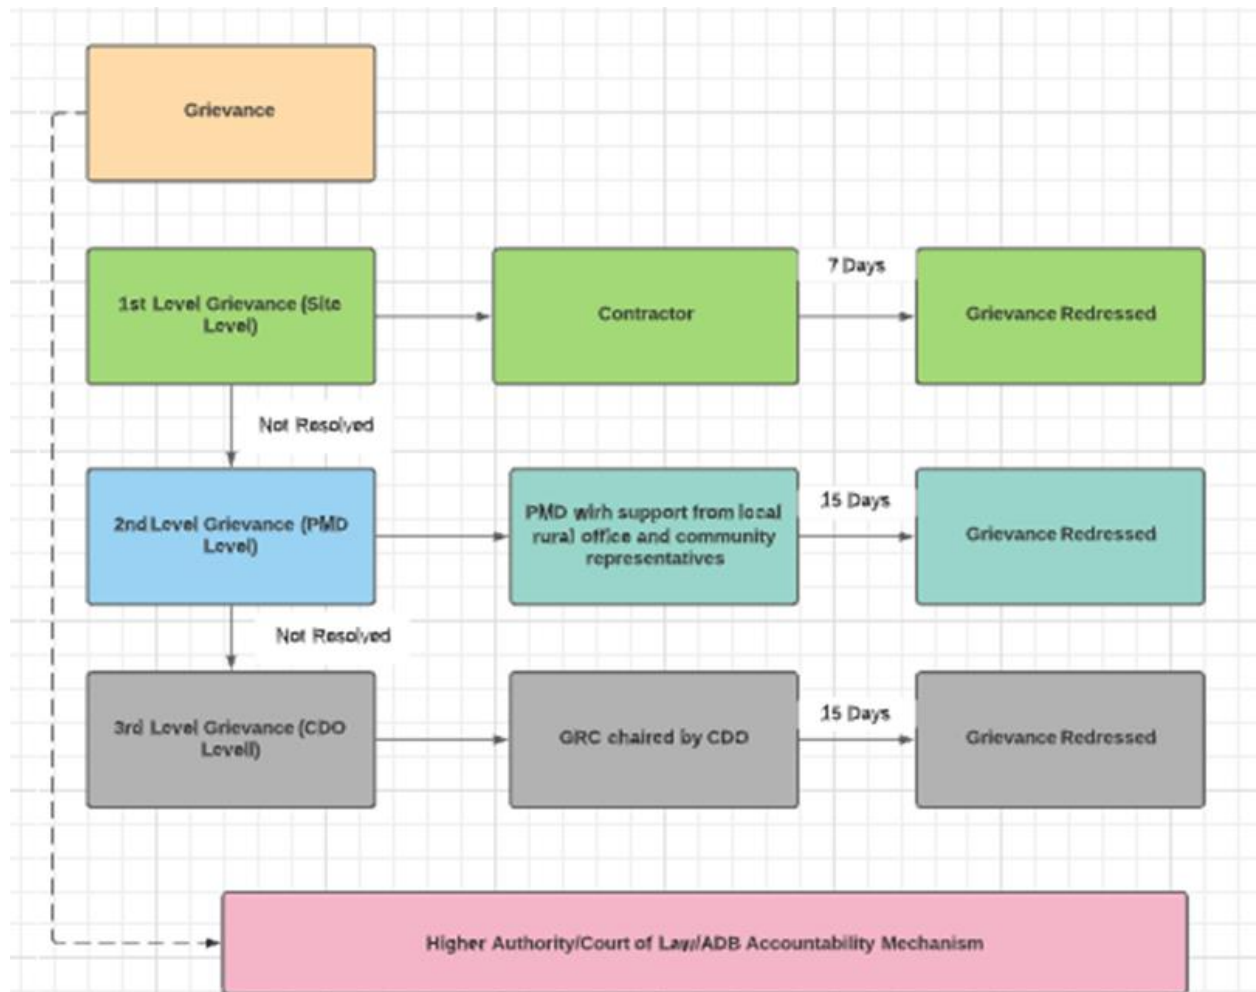 Grievance
1st Level Grievance (Site
Level)
Contractor
7 Days
Grievance Redressed
Not Resolved
2nd Level Grievance (PMD
Level)
PMD wirh support from local
rural office and community
representatives
15 Days
Grievance Redressed
Not Resolved
3rd Level Grievance (CDO
Levell)
GRC chaired by CDO
15 Days
Grievance Redressed
Higher Authority/Court of Law/ADB Accountability Mechanism